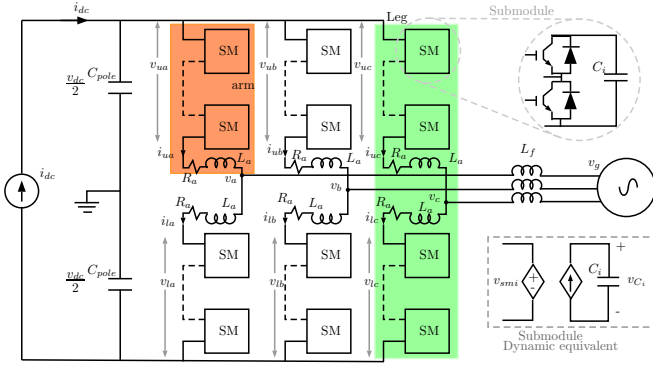 i_dc
Leg
Submodule
v_dc/2 C_pole
v_ua
SM
v_ub
SM
v_uc
SM
C_i
arm
SM
SM
SM
i_ua
R_a
L_a
i_ub
R_a
L_a
i_uc
R_a
L_a
L_f
v_a
v_b
v_c
v_g
i_dc
R_a
L_a
i_la
R_a
L_a
i_lb
R_a
L_a
i_lc
v_dc/2 C_pole
v_la
SM
v_lb
SM
v_lc
SM
SM
SM
SM
v_smi
+
-
C_i
+
v_Ci
-
Submodule
Dynamic equivalent